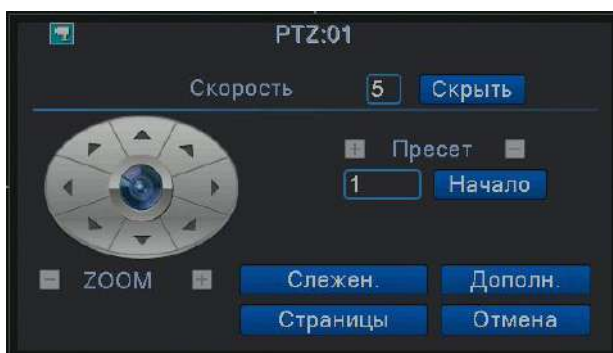 PTZ:01
Скорость 5 Скрыть
+ Пресет -
1 Начало
- ZOOM + Слежен. Дополн.
Страницы Отмена